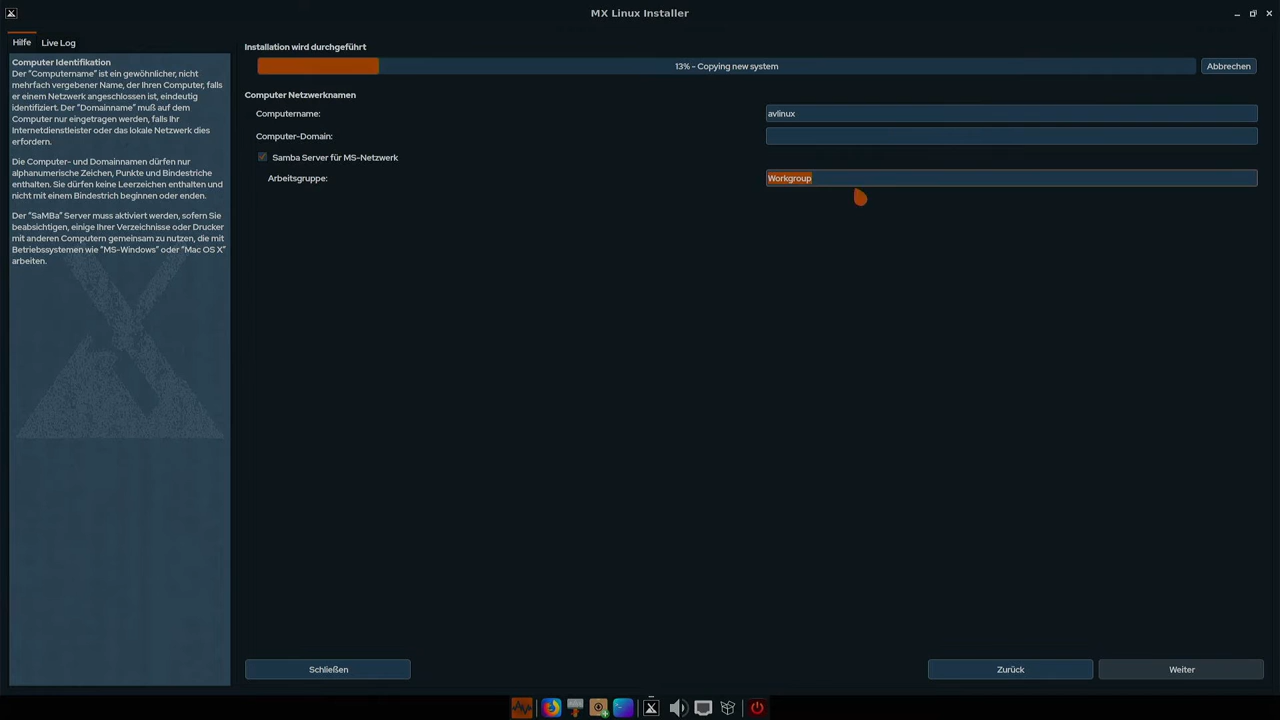 MX Linux Installer
Hilfe
Live Log
Computer Identifikation
Der "Computername" ist ein gewöhnlicher, nicht
mehrfach vergebener Name, der Ihren Computer, falls
er einem Netzwerk angeschlossen ist, eindeutig
identifiziert. Der "Domainname" muß auf dem
Computer nur eingetragen werden, falls Ihr
Internetdienstleister oder das lokale Netzwerk dies
erfordern.
Die Computer- und Domainnamen dürfen nur
alphanumerische Zeichen, Punkte und Bindestriche
enthalten. Sie dürfen keine Leerzeichen enthalten und
nicht mit einem Bindestrich beginnen oder enden.
Der "SaMBa" Server muss aktiviert werden, sofern Sie
beabsichtigen, einige Ihrer Verzeichnisse oder Drucker
mit anderen Computern gemeinsam zu nutzen, die mit
Betriebssystemen wie "MS-Windows" oder "Mac OS X"
arbeiten.
Installation wird durchgeführt
13% - Copying new system
Abbrechen
Computer Netzwerknamen
Computername:
avlinux
Computer-Domain:
Samba Server für MS-Netzwerk
Arbeitsgruppe:
Workgroup
Schließen
Zurück
Weiter